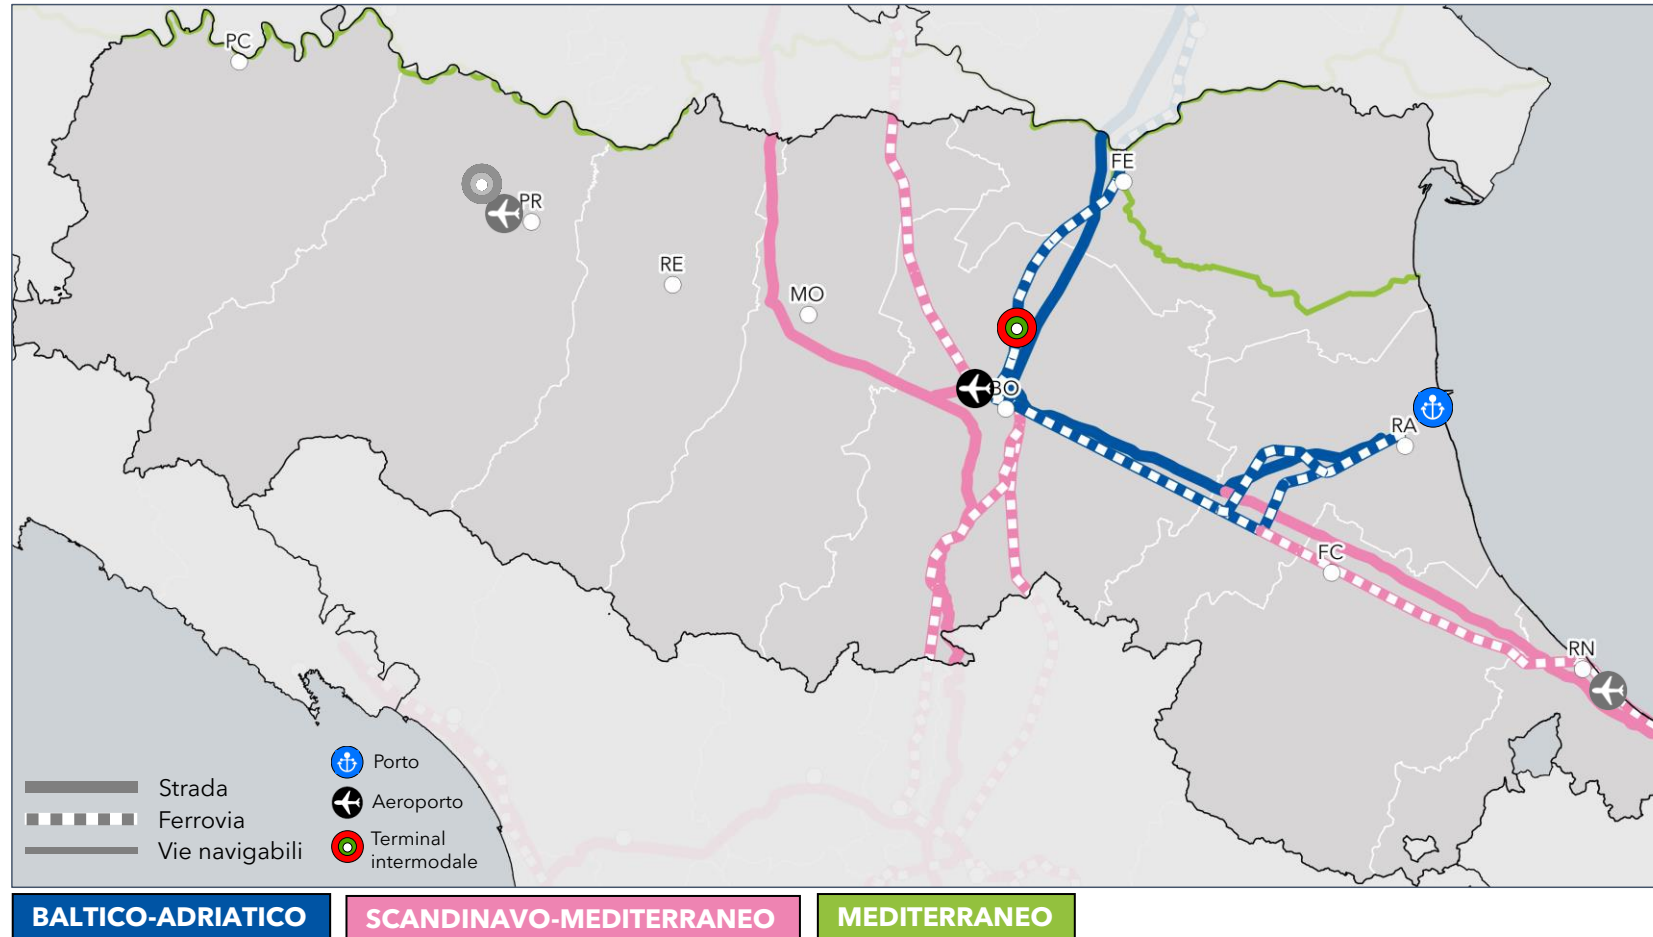 PC
FE
PR
RE
MO
BO
RA
FC
RN
Strada
Ferrovia
Vie navigabili
Porto
Aeroporto
Terminal
intermodale
BALTICO-ADRIATICO
SCANDINAVO-MEDITERRANEO
MEDITERRANEO